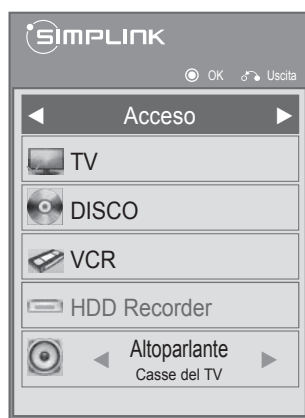 SIMPLINK
OK Uscita
Acceso
TV
DISCO
VCR
HDD Recorder
Altoparlante
Casse del TV